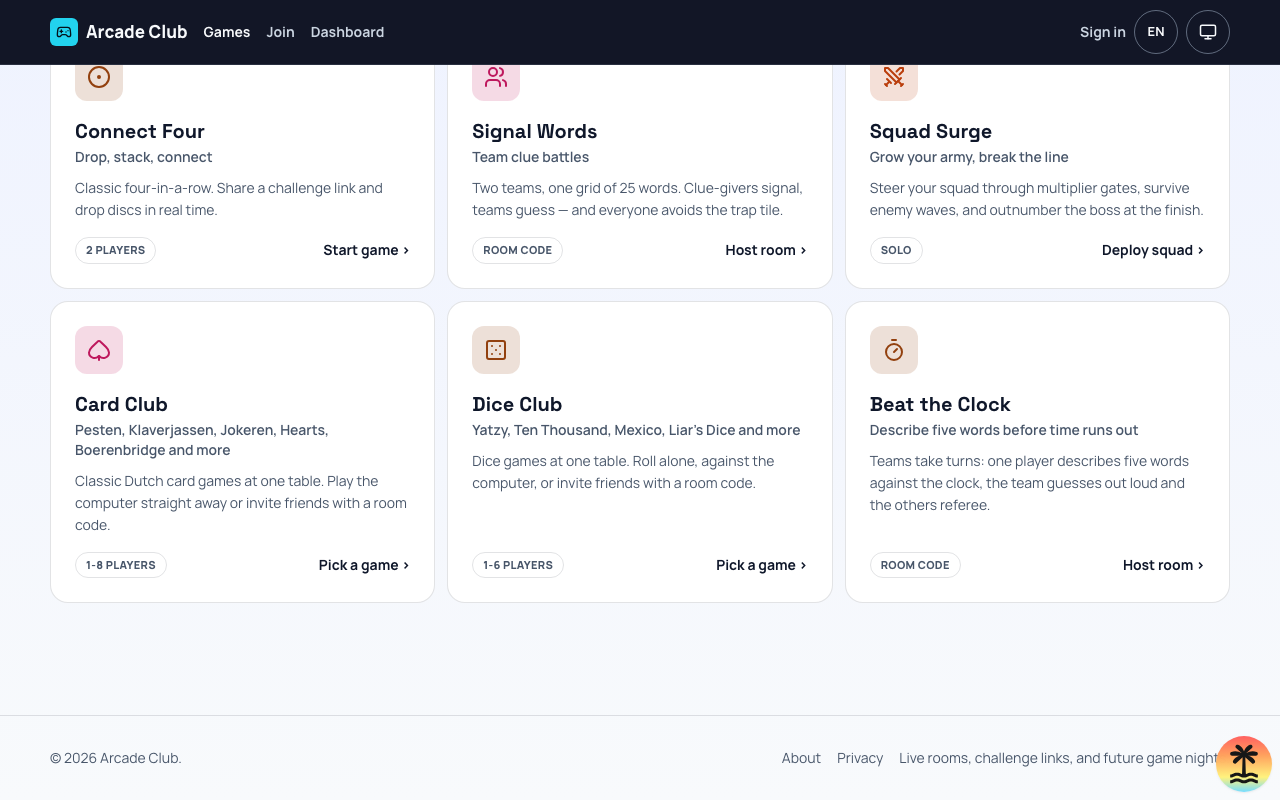 Arcade Club
Games
Join
Dashboard
Sign in
EN
Connect Four
Drop, stack, connect
Classic four-in-a-row. Share a challenge link and
drop discs in real time.
2 PLAYERS
Start game ›
Signal Words
Team clue battles
Two teams, one grid of 25 words. Clue-givers signal,
teams guess — and everyone avoids the trap tile.
ROOM CODE
Host room ›
Squad Surge
Grow your army, break the line
Steer your squad through multiplier gates, survive
enemy waves, and outnumber the boss at the finish.
SOLO
Deploy squad ›
Card Club
Pesten, Klaverjassen, Jokeren, Hearts,
Boerenbridge and more
Classic Dutch card games at one table. Play the
computer straight away or invite friends with a room
code.
1-8 PLAYERS
Pick a game ›
Dice Club
Yatzy, Ten Thousand, Mexico, Liar's Dice and more
Dice games at one table. Roll alone, against the
computer, or invite friends with a room code.
1-6 PLAYERS
Pick a game ›
Beat the Clock
Describe five words before time runs out
Teams take turns: one player describes five words
against the clock, the team guesses out loud and
the others referee.
ROOM CODE
Host room ›
© 2026 Arcade Club.
About
Privacy
Live rooms, challenge links, and future game night